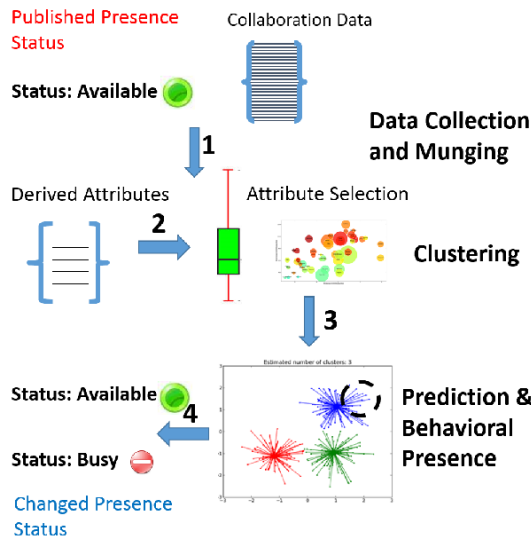 Published Presence
Status
Collaboration Data
Status: Available
Data Collection
and Munging
1
Derived Attributes
Attribute Selection
2
Clustering
3
Estimated number of clusters: 3
Status: Available
4
Prediction &
Behavioral
Presence
Status: Busy
Changed Presence
Status